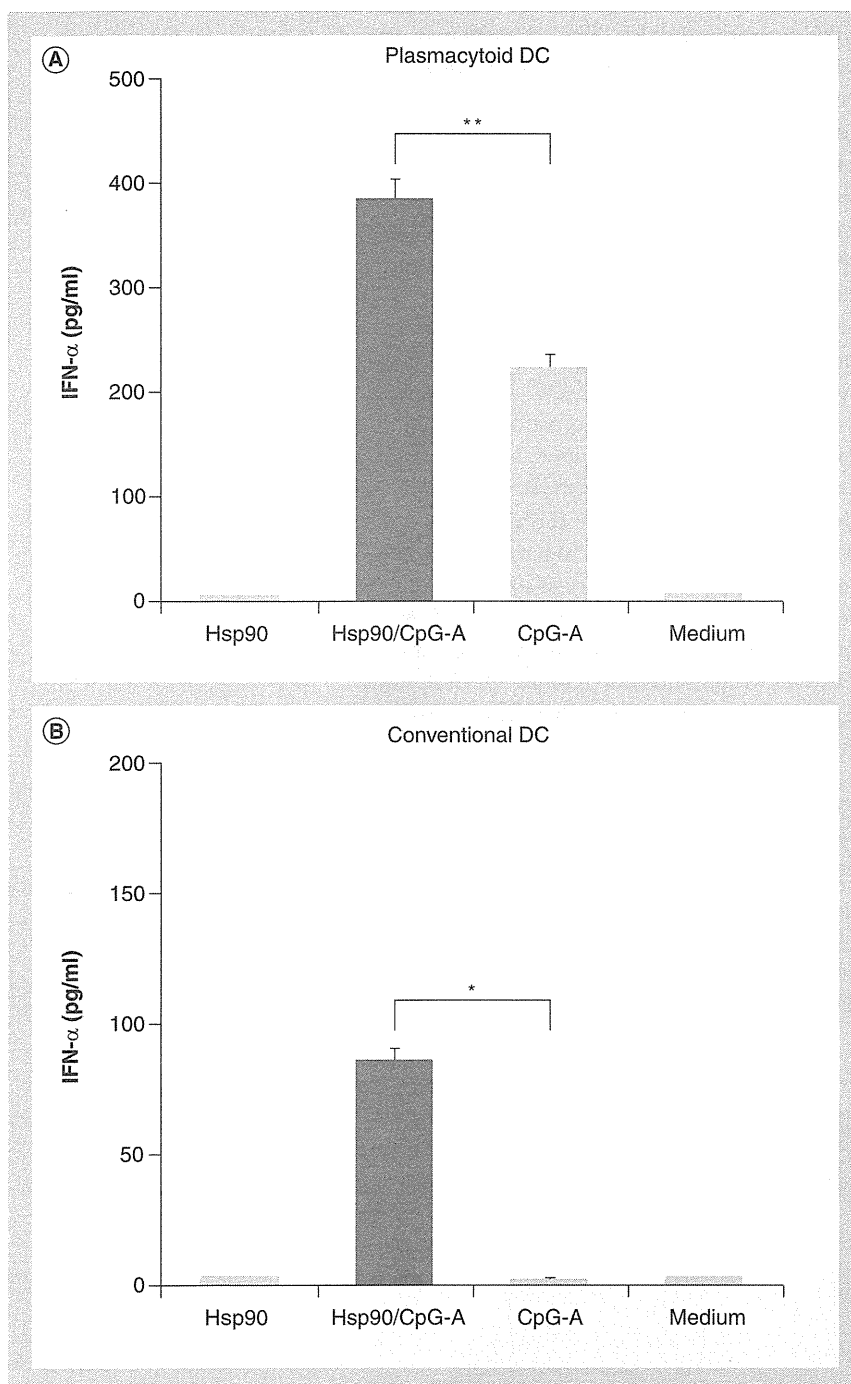 A Plasmacytoid DC
500
**
400
300
200
100
0
IFN-α (pg/ml)
Hsp90 Hsp90/CpG-A CpG-A Medium
B Conventional DC
200
150
*
100
50
0
IFN-α (pg/ml)
Hsp90 Hsp90/CpG-A CpG-A Medium